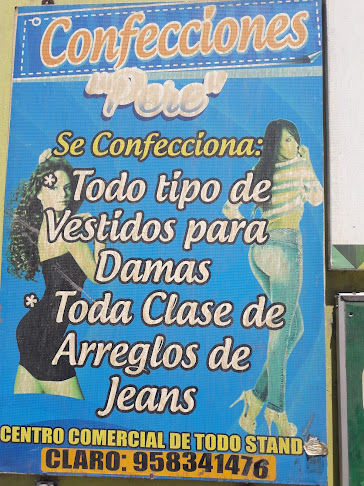 Confecciones
"Pere"
Se Confecciona:
* Todo tipo de
Vestidos para
Damas
* Toda Clase de
Arreglos de
Jeans
CENTRO COMERCIAL DE TODO STAND
CLARO: 958341476